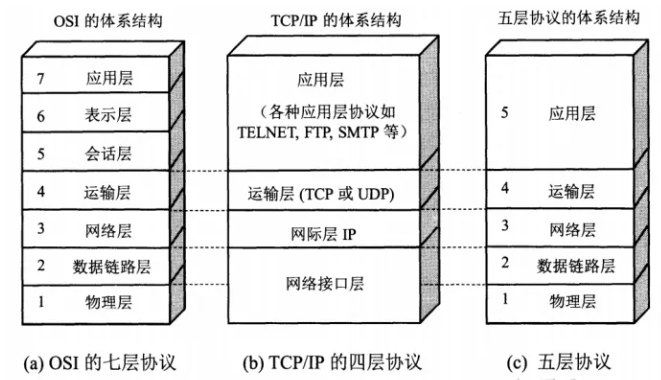 OSI 的体系结构
7 应用层
6 表示层
5 会话层
4 运输层
3 网络层
2 数据链路层
1 物理层
(a) OSI 的七层协议
TCP/IP 的体系结构
应用层
（各种应用层协议如
TELNET, FTP, SMTP 等）
运输层 (TCP 或 UDP)
网际层 IP
网络接口层
(b) TCP/IP 的四层协议
五层协议的体系结构
5 应用层
4 运输层
3 网络层
2 数据链路层
1 物理层
(c) 五层协议